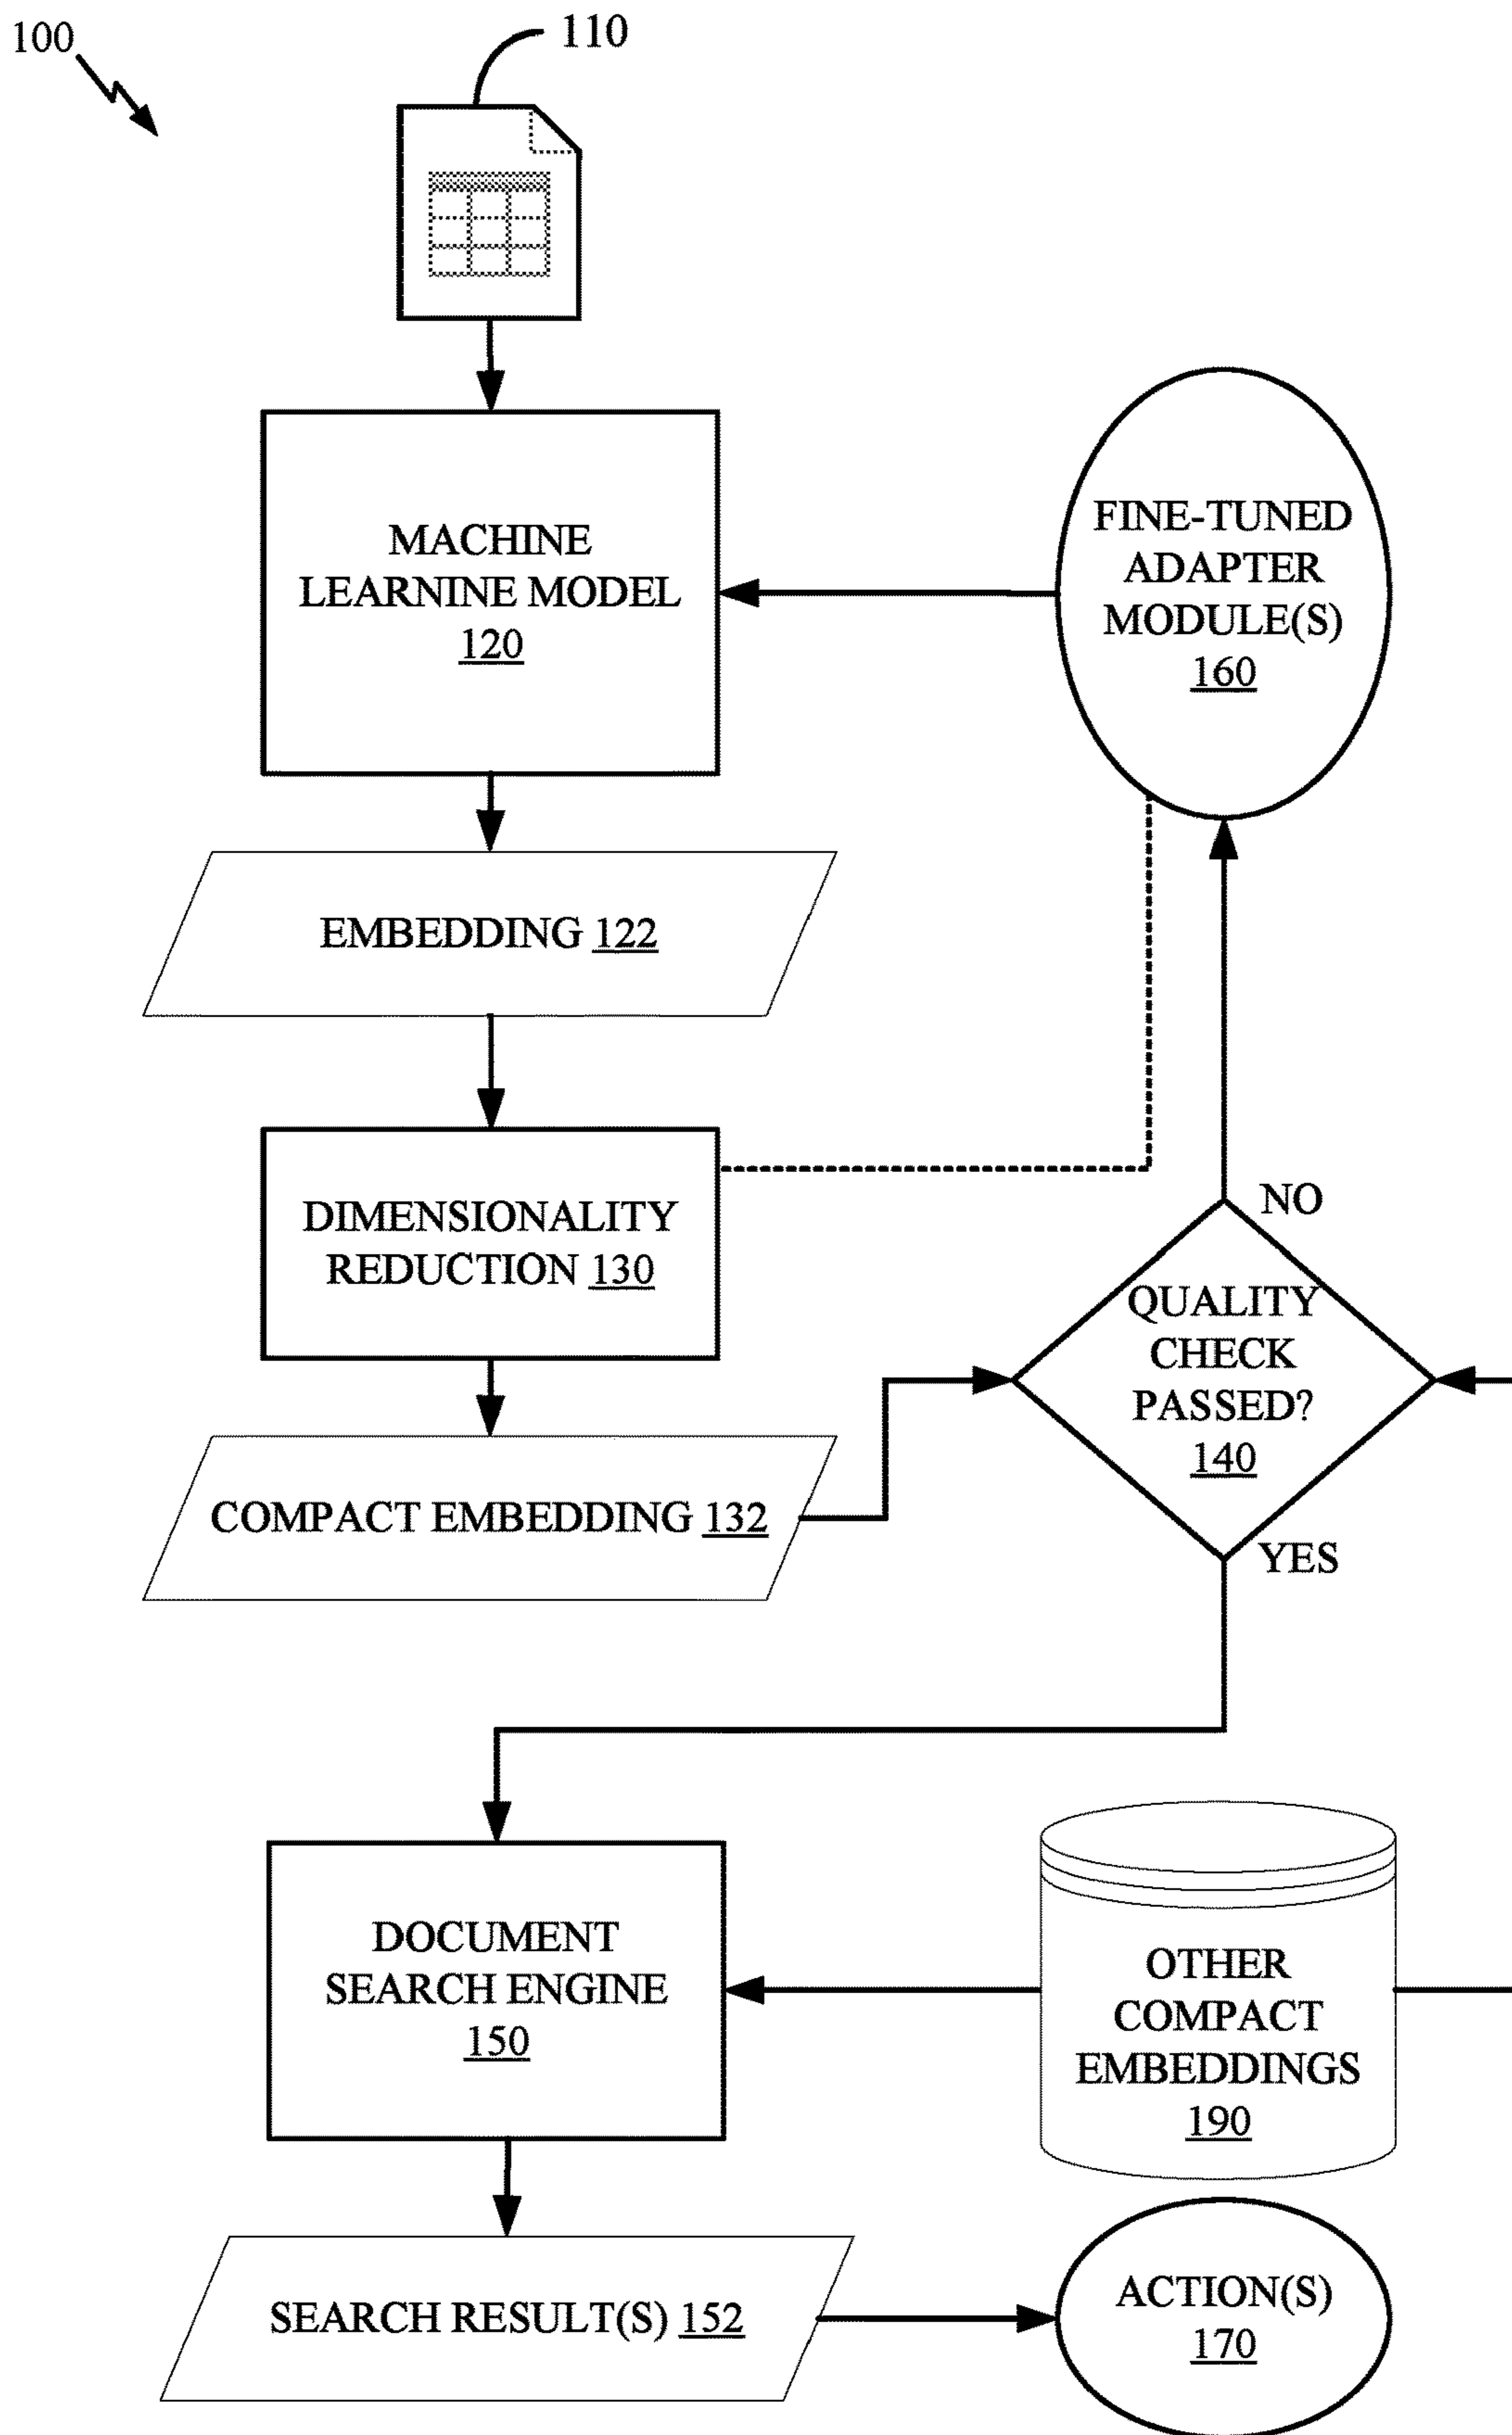 100
110
MACHINE
LEARNINE MODEL
120
FINE-TUNED
ADAPTER
MODULE(S)
160
EMBEDDING 122
DIMENSIONALITY
REDUCTION 130
NO
QUALITY
CHECK
PASSED?
140
COMPACT EMBEDDING 132
YES
DOCUMENT
SEARCH ENGINE
150
OTHER
COMPACT
EMBEDDINGS
190
SEARCH RESULT(S) 152
ACTION(S)
170